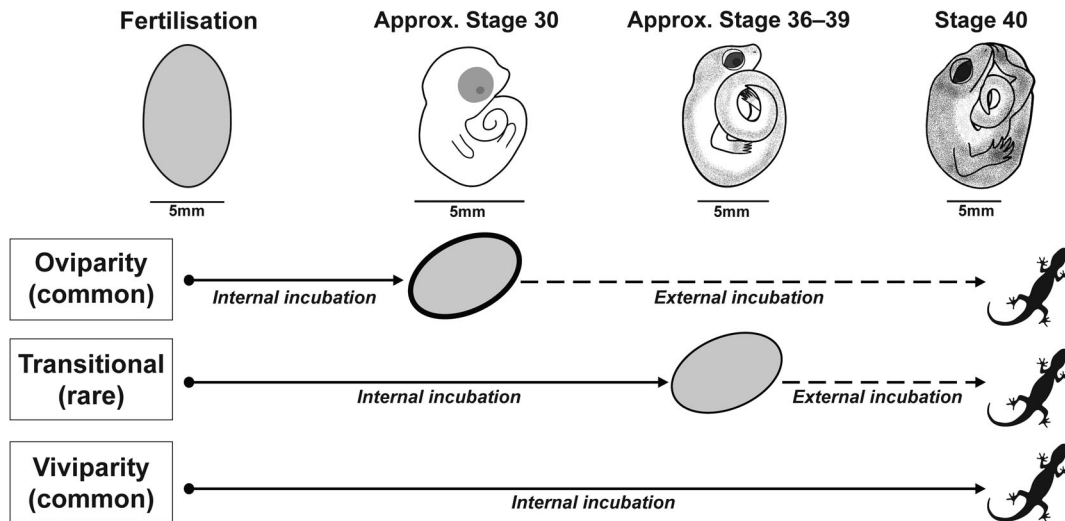 Fertilisation
Approx. Stage 30
Approx. Stage 36–39
Stage 40
5mm
5mm
5mm
5mm
Oviparity
(common)
Internal incubation
External incubation
Transitional
(rare)
Internal incubation
External incubation
Viviparity
(common)
Internal incubation